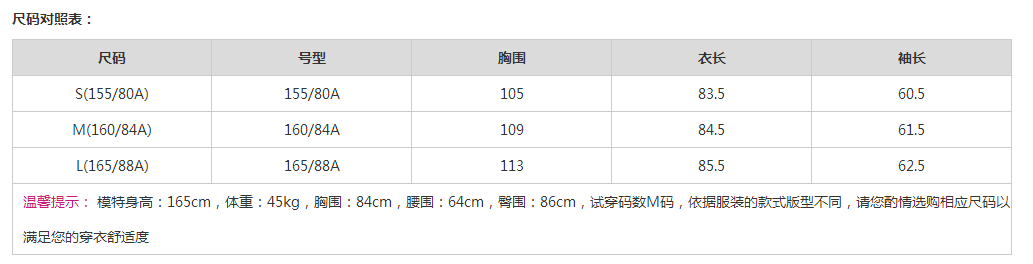 尺码对照表：
尺码 号型 胸围 衣长 袖长
S(155/80A) 155/80A 105 83.5 60.5
M(160/84A) 160/84A 109 84.5 61.5
L(165/88A) 165/88A 113 85.5 62.5
温馨提示： 模特身高：165cm，体重：45kg，胸围：84cm，腰围：64cm，臀围：86cm，试穿码数M码，依据服装的款式版型不同，请您酌情选购相应尺码以
满足您的穿衣舒适度